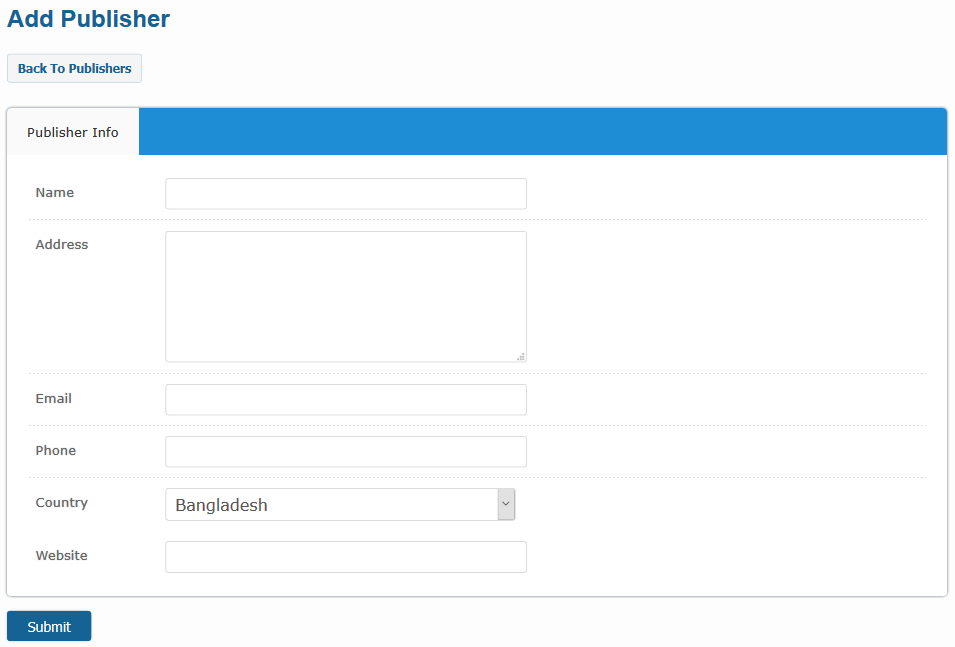 Add Publisher
Back To Publishers
Publisher Info
Name
Address
Email
Phone
Country
Bangladesh
Website
Submit